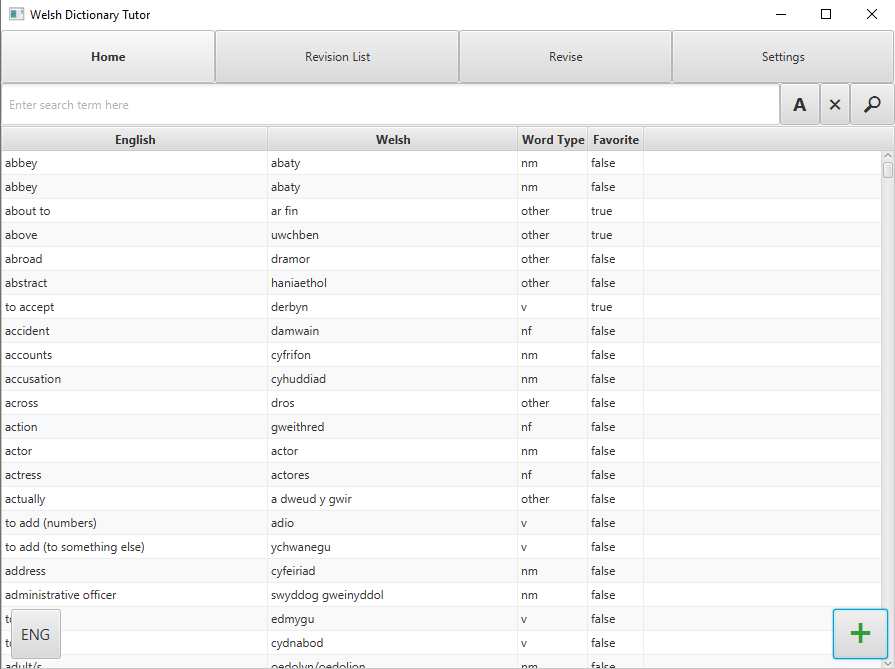 Welsh Dictionary Tutor
Home Revision List Revise Settings
Enter search term here A
English Welsh Word Type Favorite
abbey abaty nm false
abbey abaty nm false
about to ar fin other true
above uwchben other true
abroad dramor other false
abstract haniaethol other false
to accept derbyn v true
accident damwain nf false
accounts cyfrifon nm false
accusation cyhuddiad nm false
across dros other false
action gweithred nf false
actor actor nm false
actress actores nf false
actually a dweud y gwir other false
to add (numbers) adio v false
to add (to something else) ychwanegu v false
address cyfeiriad nm false
administrative officer swyddog gweinyddol nm false
edmygu v false
ENG
cydnabod v false
adult/s oedolyn/oedolion nm false